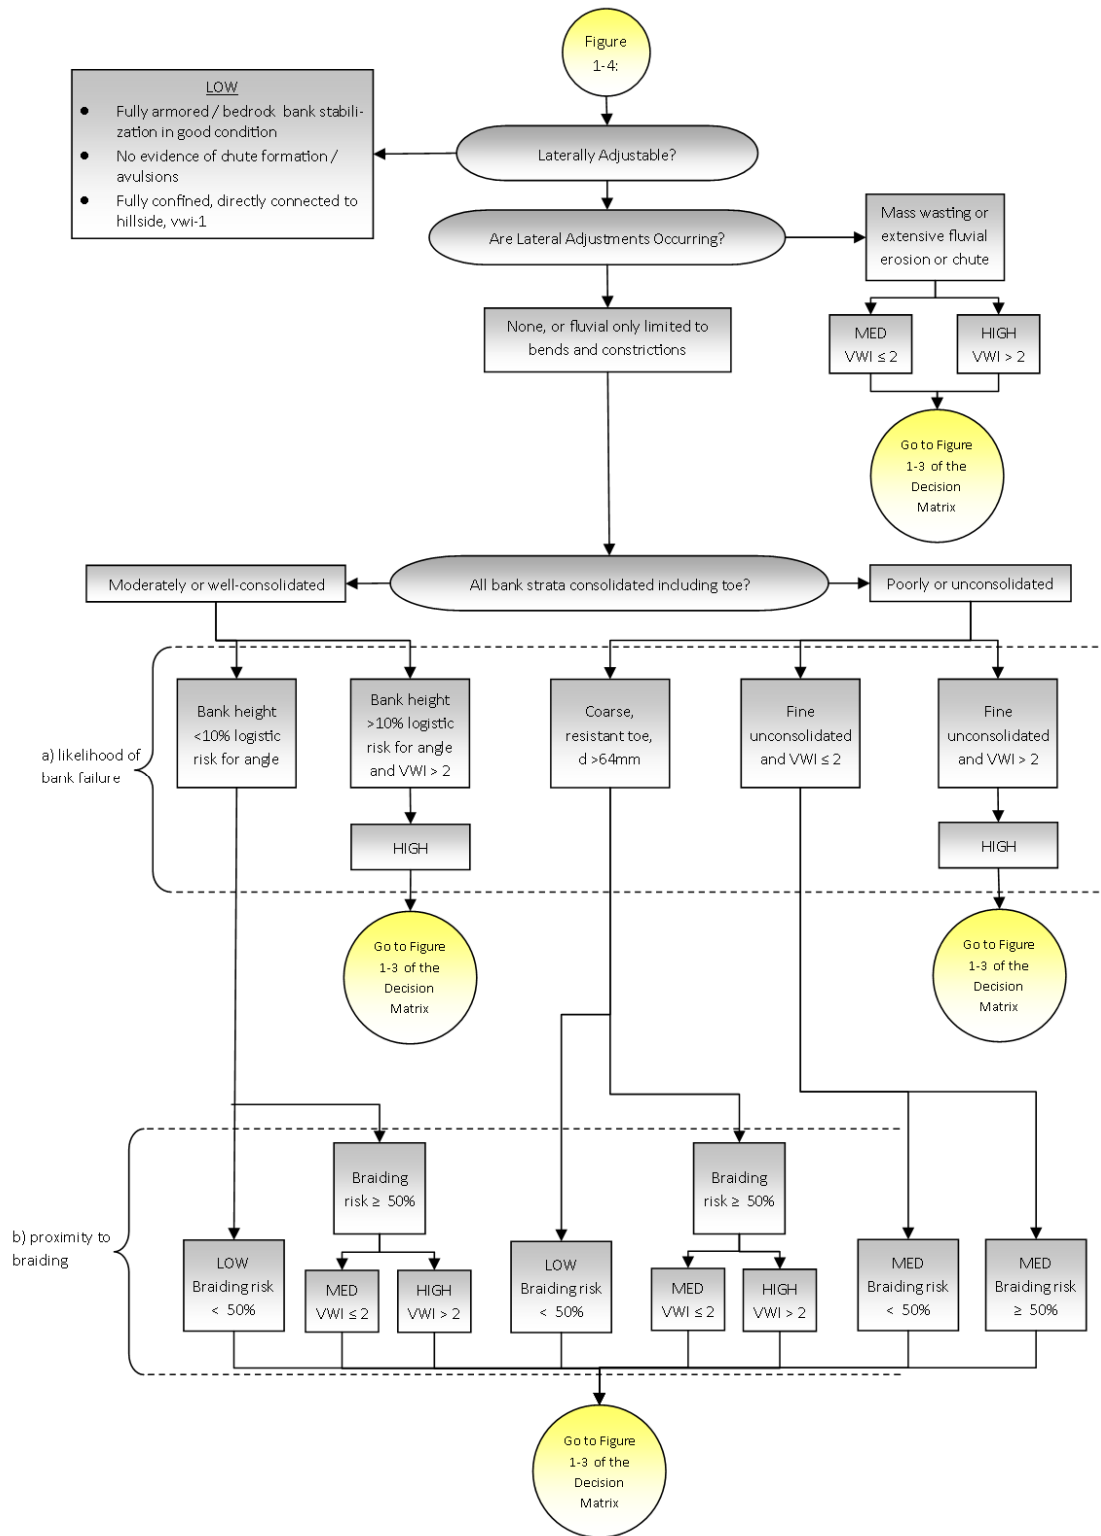 Figure
1-4:
LOW
● Fully armored / bedrock bank stabili-
zation in good condition
● No evidence of chute formation /
avulsions
● Fully confined, directly connected to
hillside, vwi-1
Laterally Adjustable?
Are Lateral Adjustments Occurring?
Mass wasting or
extensive fluvial
erosion or chute
None, or fluvial only limited to
bends and constrictions
MED
VWI ≤ 2
HIGH
VWI > 2
Go to Figure
1-3 of the
Decision
Matrix
Moderately or well-consolidated
All bank strata consolidated including toe?
Poorly or unconsolidated
a) likelihood of
bank failure
Bank height
<10% logistic
risk for angle
Bank height
>10% logistic
risk for angle
and VWI > 2
Coarse,
resistant toe,
d >64mm
Fine
unconsolidated
and VWI ≤ 2
Fine
unconsolidated
and VWI > 2
HIGH
HIGH
Go to Figure
1-3 of the
Decision
Matrix
Go to Figure
1-3 of the
Decision
Matrix
b) proximity to
braiding
Braiding
risk ≥ 50%
Braiding
risk ≥ 50%
LOW
Braiding risk
< 50%
MED
VWI ≤ 2
HIGH
VWI > 2
LOW
Braiding risk
< 50%
MED
VWI ≤ 2
HIGH
VWI > 2
MED
Braiding risk
< 50%
MED
Braiding risk
≥ 50%
Go to Figure
1-3 of the
Decision
Matrix